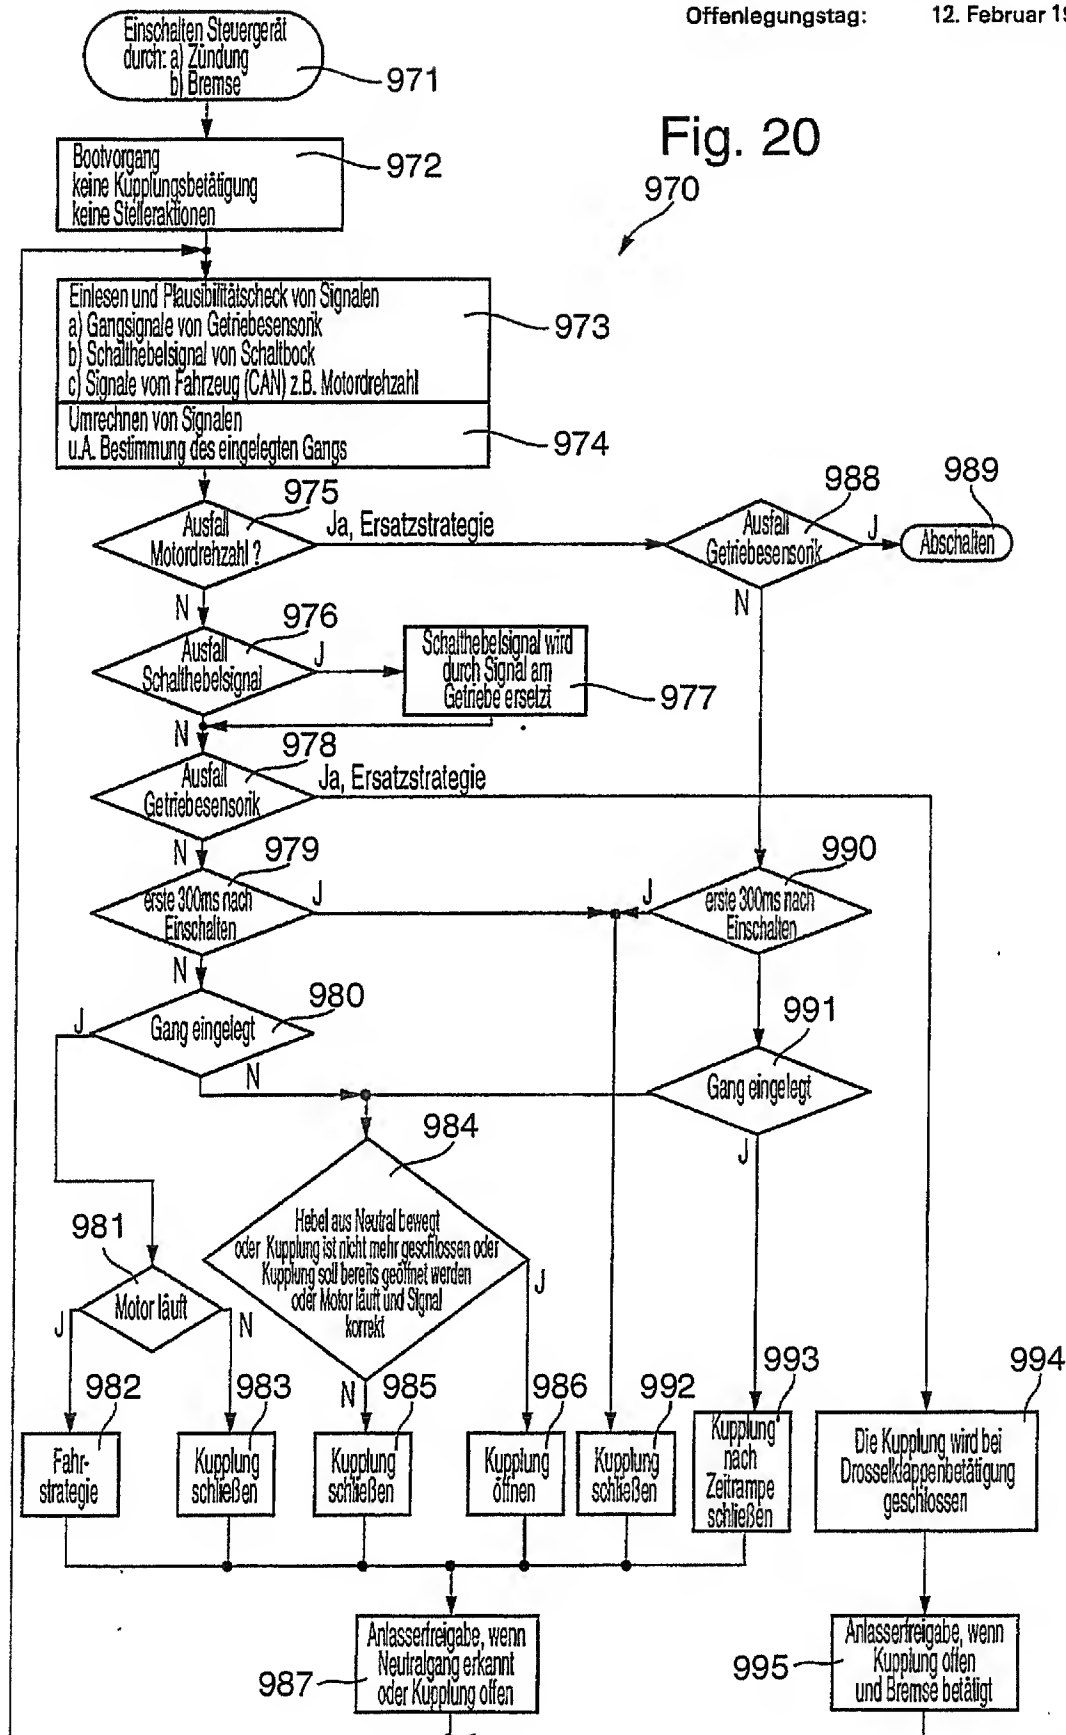 Offenlegungstag: 12. Februar 19
Einschalten Steuergerät
durch: a) Zündung
b) Bremse
971
Fig. 20
970
Bootvorgang
keine Kupplungsbetätigung
keine Stelleraktionen
972
Einlesen und Plausibilitätscheck von Signalen
a) Gangsignale von Getriebesensorik
b) Schalthebelsignal von Schaltbock
c) Signale vom Fahrzeug (CAN) z.B. Motordrehzahl
973
Umrechnen von Signalen
u.A. Bestimmung des eingelegten Gangs
974
Ausfall
Motordrehzahl ?
975
Ja, Ersatzstrategie
N
Ausfall
Getriebesensorik
988
J
N
Abschalten
989
Ausfall
Schalthebelsignal
976
J
N
Schalthebelsignal wird
durch Signal am
Getriebe ersetzt
977
Ausfall
Getriebesensorik
978
Ja, Ersatzstrategie
N
erste 300ms nach
Einschalten
979
J
N
erste 300ms nach
Einschalten
990
J
Gang eingelegt
980
J
N
Gang eingelegt
991
J
Hebel aus Neutral bewegt
oder Kupplung ist nicht mehr geschlossen oder
Kupplung soll bereits geöffnet werden
oder Motor läuft und Signal
korrekt
984
J
N
Motor läuft
981
J
N
Fahr-
strategie
982
Kupplung
schließen
983
Kupplung
schließen
985
Kupplung
öffnen
986
Kupplung
schließen
992
Kupplung
nach
Zeitrampe
schließen
993
Die Kupplung wird bei
Drosselklappenbetätigung
geschlossen
994
Anlasserfreigabe, wenn
Neutralgang erkannt
oder Kupplung offen
987
Anlasserfreigabe, wenn
Kupplung offen
und Bremse betätigt
995